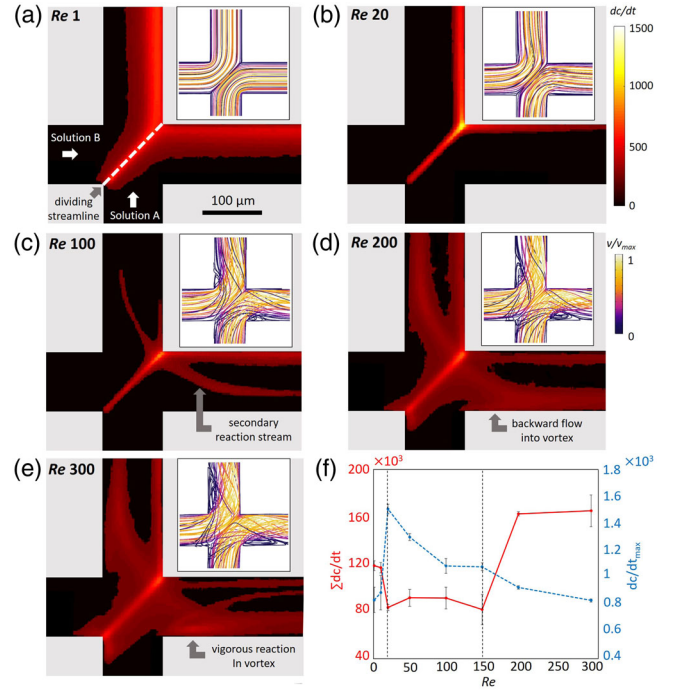 (a)
Re 1
Solution B
dividing
streamline
Solution A
100 µm
(b)
Re 20
dc/dt
1500
1000
500
0
(c)
Re 100
secondary
reaction stream
(d)
Re 200
backward flow
into vortex
v/vmax
1
0
(e)
Re 300
vigorous reaction
In vortex
(f)
×10³
200
160
120
80
40
∑dc/dt
×10³
1.8
1.6
1.4
1.2
1
0.8
0.6
0.4
dc/dtmax
0
50
100
150
200
250
300
Re